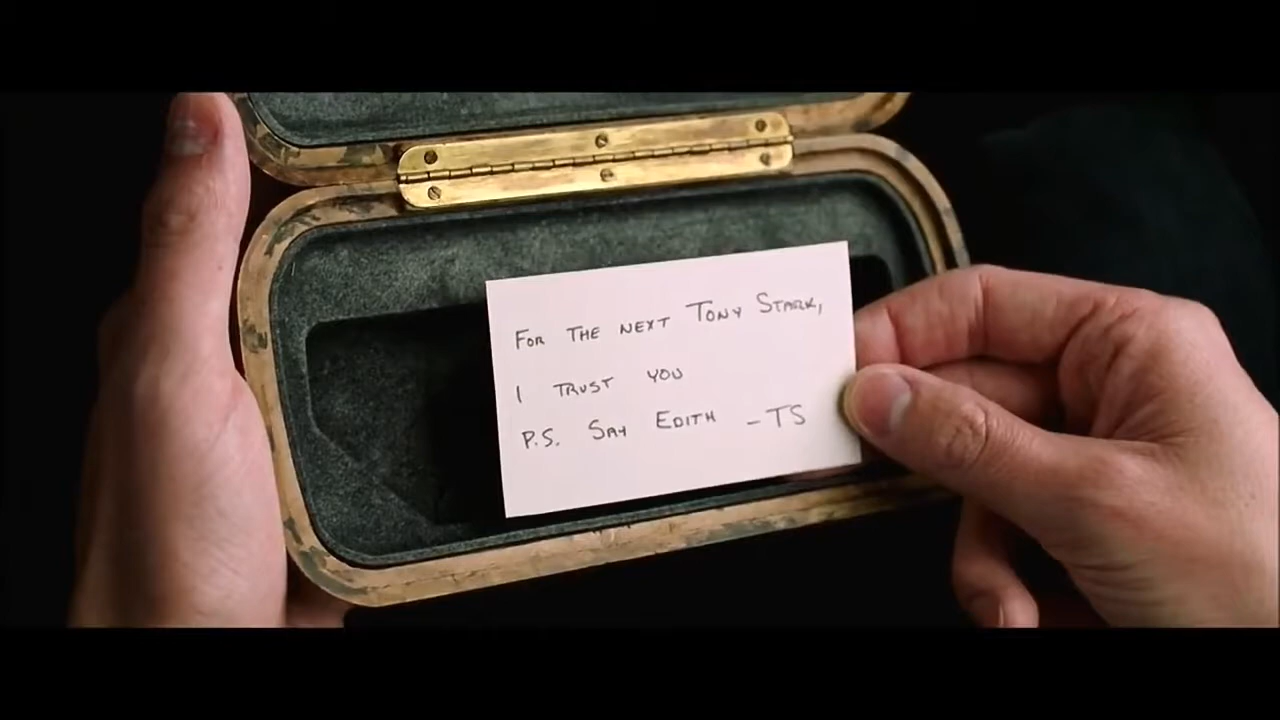 FOR THE NEXT TONY STARK,
I TRUST YOU
P.S. SAY EDITH – TS